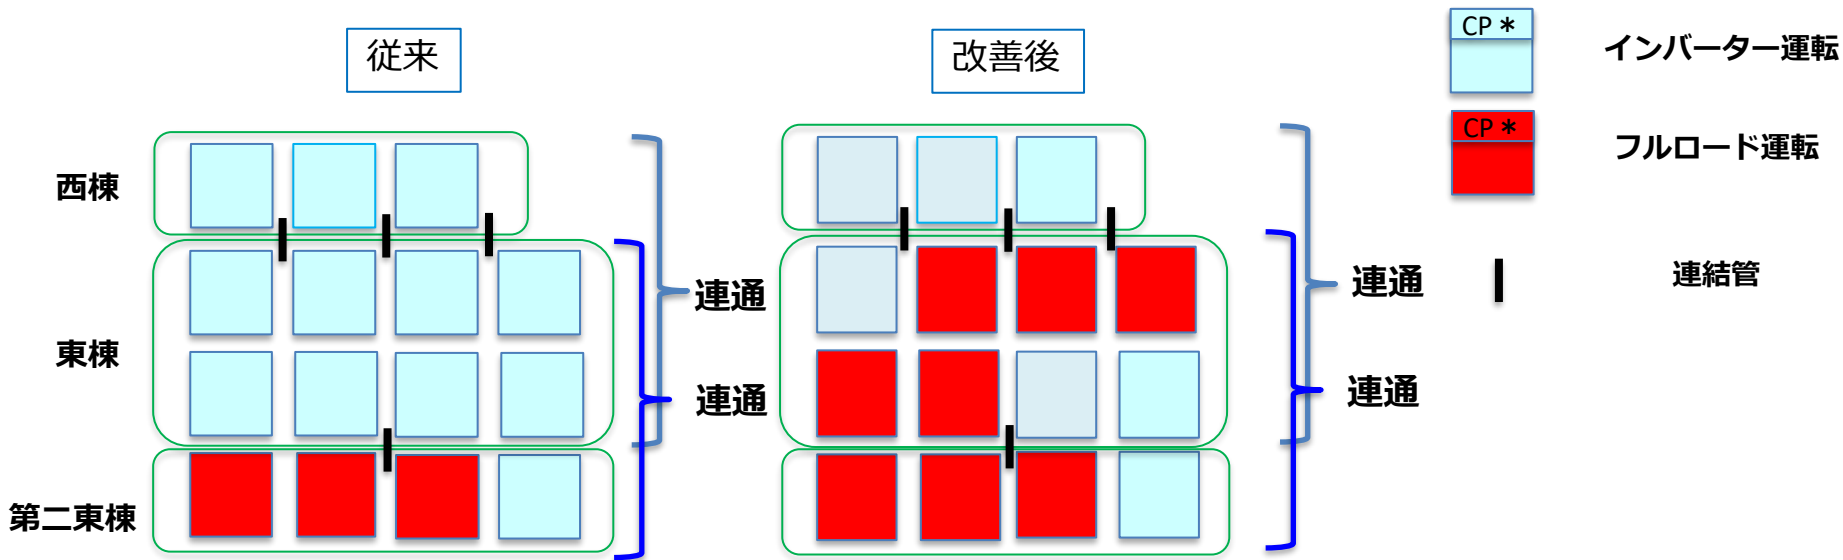 従来
改善後
CP *
インバーター運転
CP *
フルロード運転
西棟
連通
連通
連結管
東棟
連通
連通
第二東棟